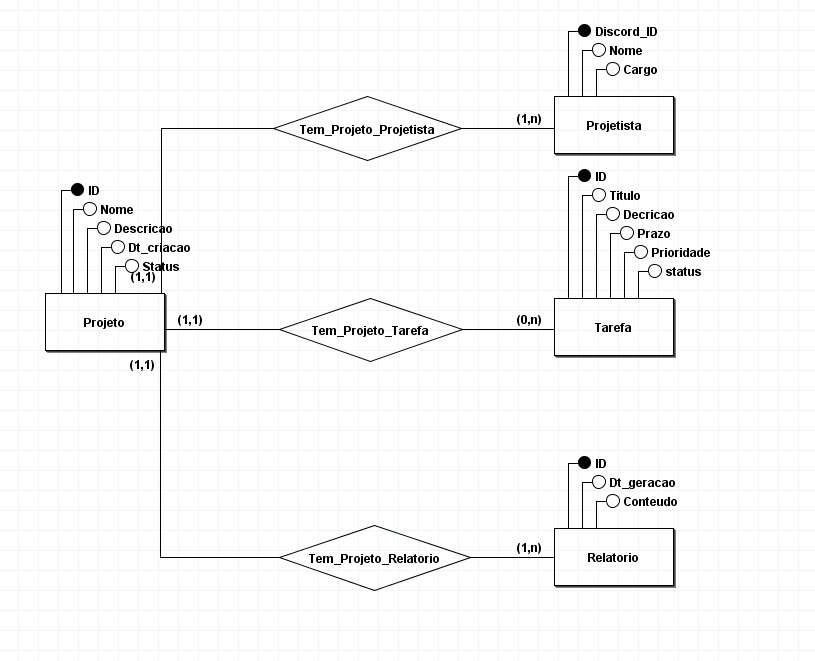 Discord_ID
Nome
Cargo
Projetista
(1,n)
Tem_Projeto_Projetista
ID
Nome
Descricao
Dt_criacao
Status
(1,1)
Projeto
(1,1)
(1,1)
Tem_Projeto_Tarefa
(0,n)
ID
Titulo
Decricao
Prazo
Prioridade
status
Tarefa
ID
Dt_geracao
Conteudo
Relatorio
(1,n)
Tem_Projeto_Relatorio